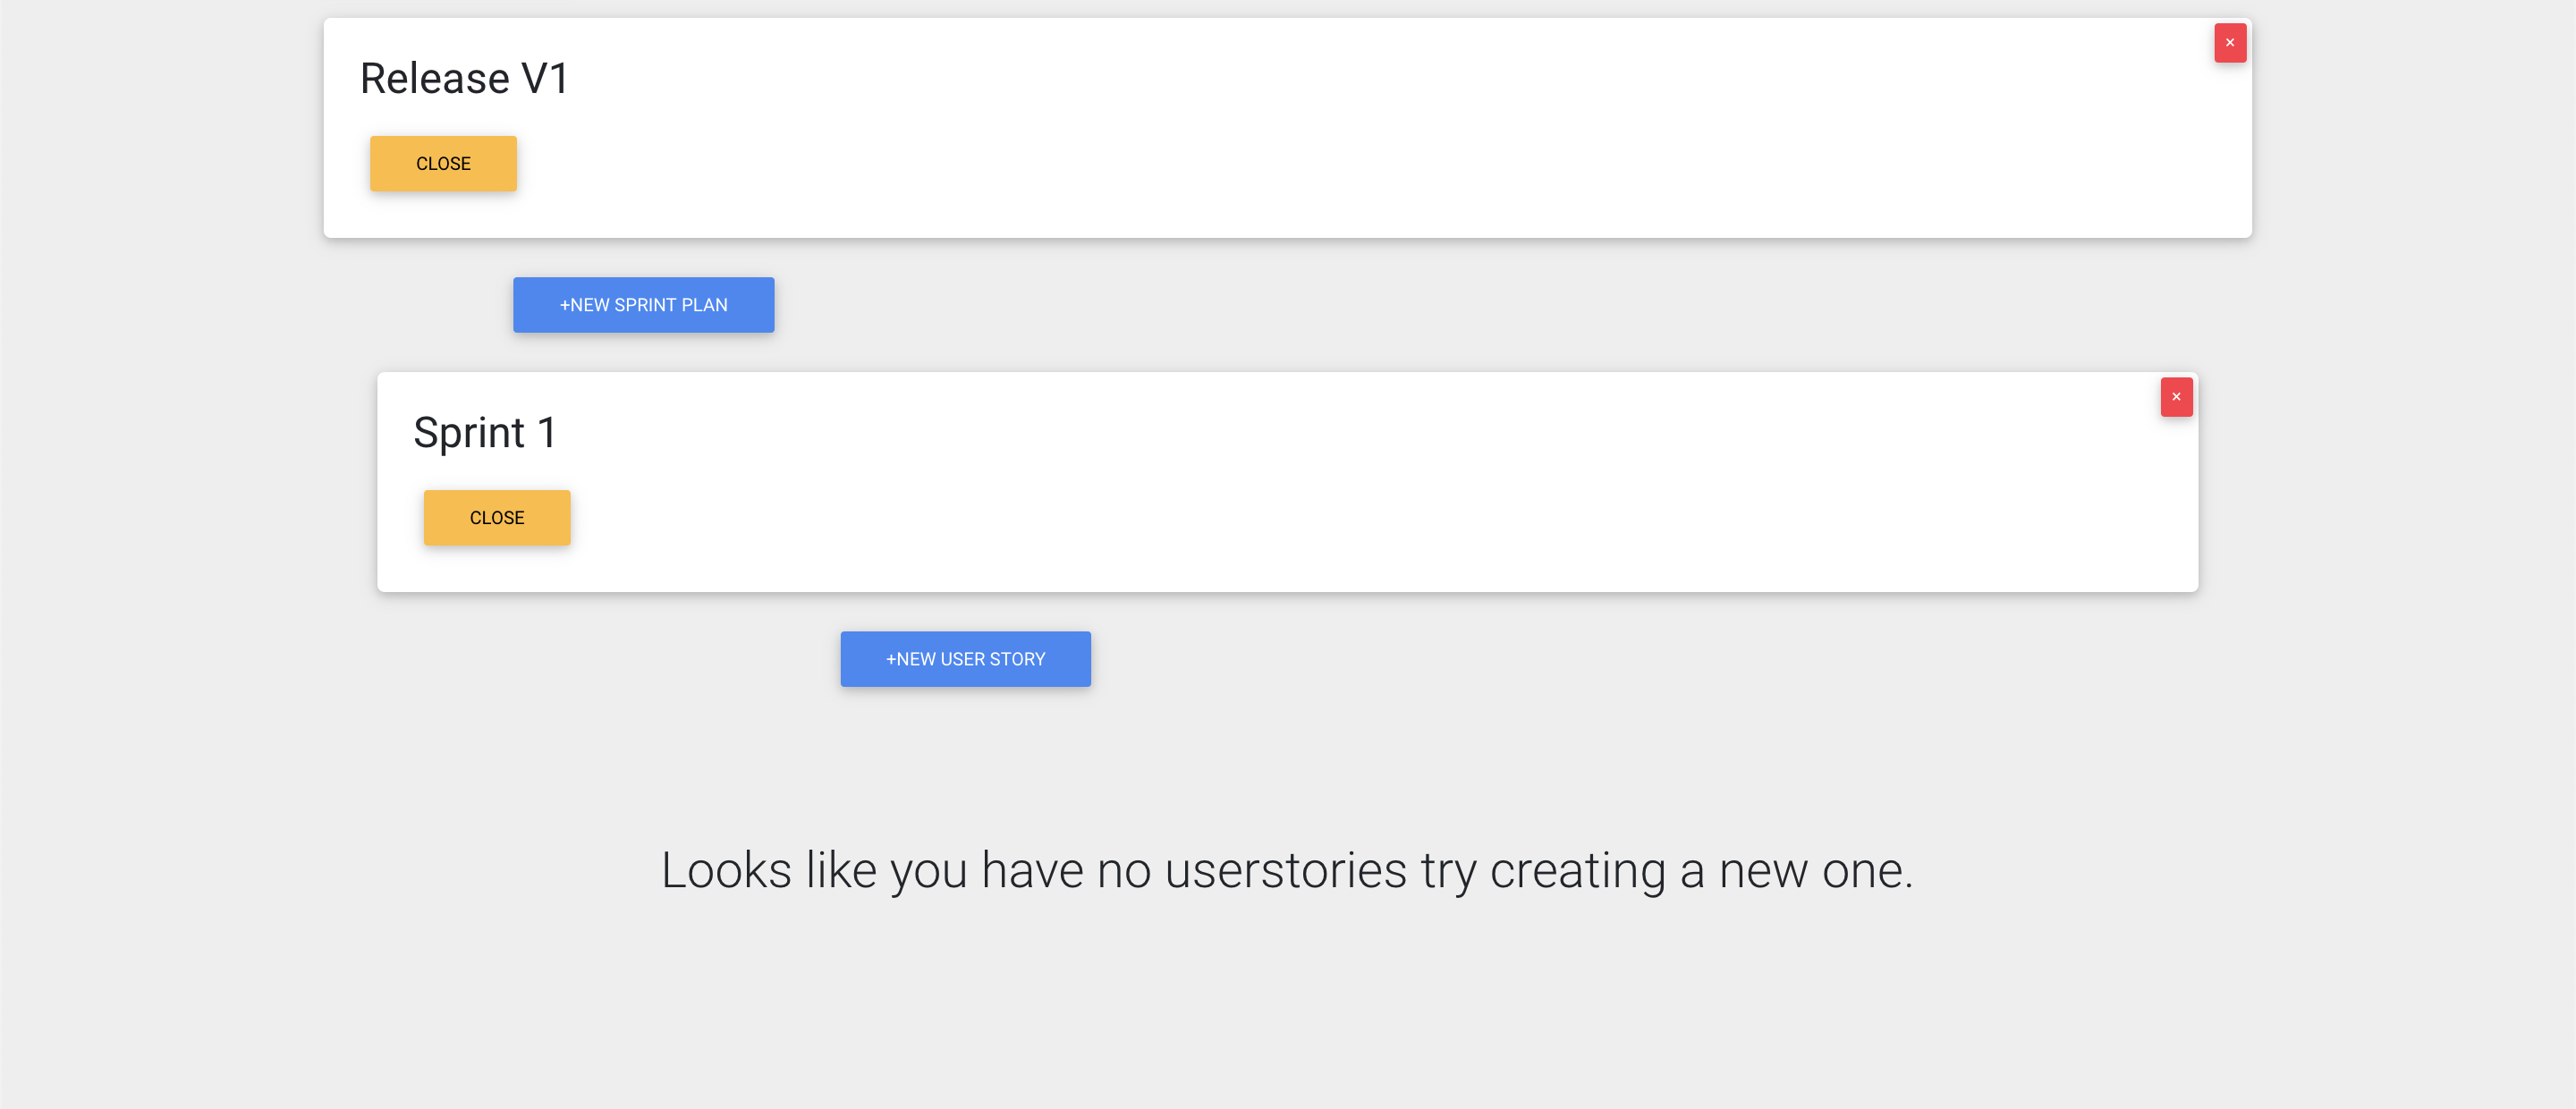 ×
Release V1
CLOSE
+NEW SPRINT PLAN
×
Sprint 1
CLOSE
+NEW USER STORY
Looks like you have no userstories try creating a new one.